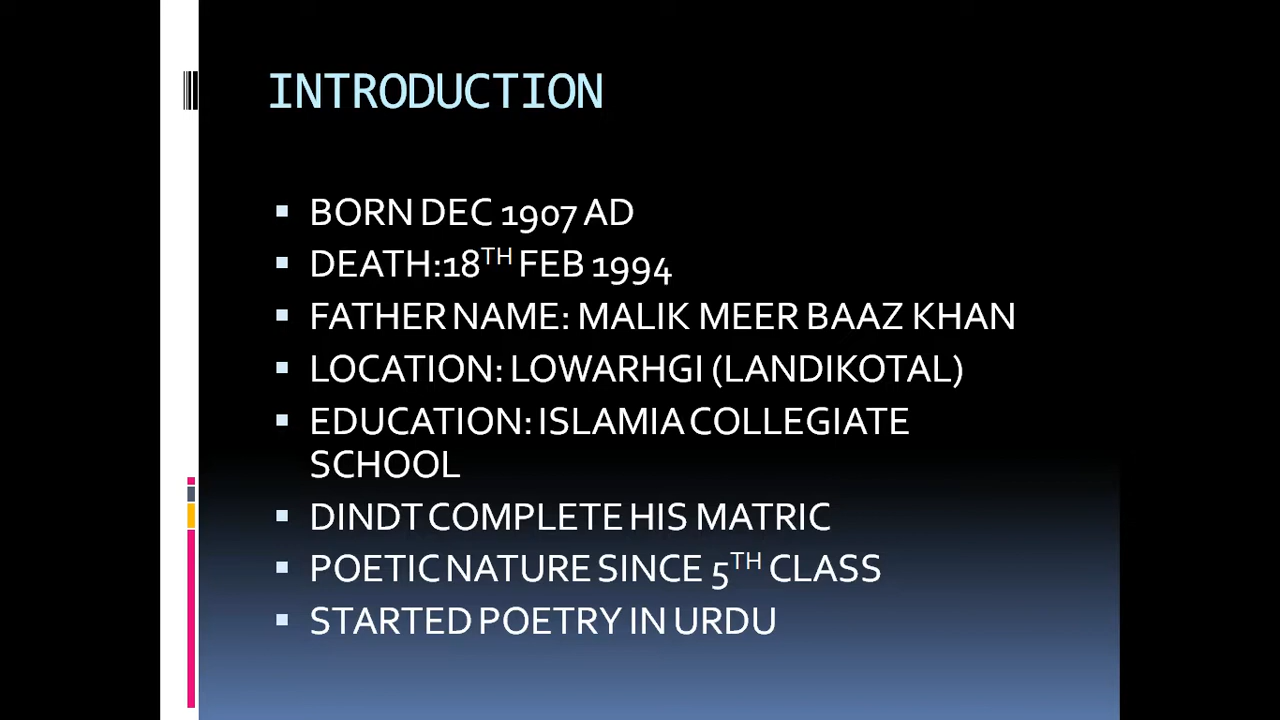 INTRODUCTION
BORN DEC 1907 AD
DEATH:18TH FEB 1994
FATHER NAME: MALIK MEER BAAZ KHAN
LOCATION: LOWARHGI (LANDIKOTAL)
EDUCATION: ISLAMIA COLLEGIATE
SCHOOL
DINDT COMPLETE HIS MATRIC
POETIC NATURE SINCE 5TH CLASS
STARTED POETRY IN URDU